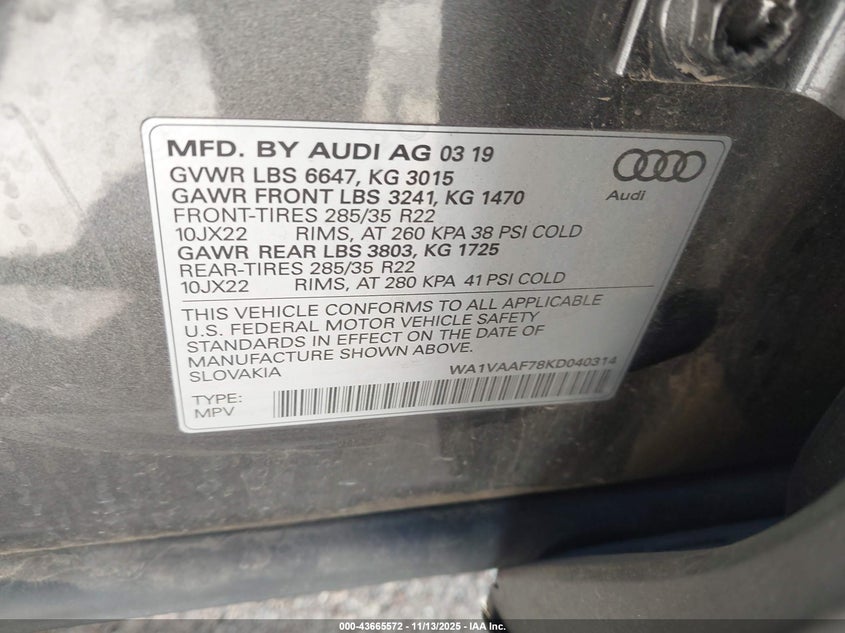 MFD. BY AUDI AG 03 19
GVWR LBS 6647, KG 3015
GAWR FRONT LBS 3241, KG 1470
FRONT-TIRES 285/35 R22
10JX22 RIMS, AT 260 KPA 38 PSI COLD
GAWR REAR LBS 3803, KG 1725
REAR-TIRES 285/35 R22
10JX22 RIMS, AT 280 KPA 41 PSI COLD
Audi
THIS VEHICLE CONFORMS TO ALL APPLICABLE
U.S. FEDERAL MOTOR VEHICLE SAFETY
STANDARDS IN EFFECT ON THE DATE OF
MANUFACTURE SHOWN ABOVE.
SLOVAKIA WA1VAAF78KD040314
TYPE:
MPV
000-43665572 | 11/13/2025 | IAA Inc.